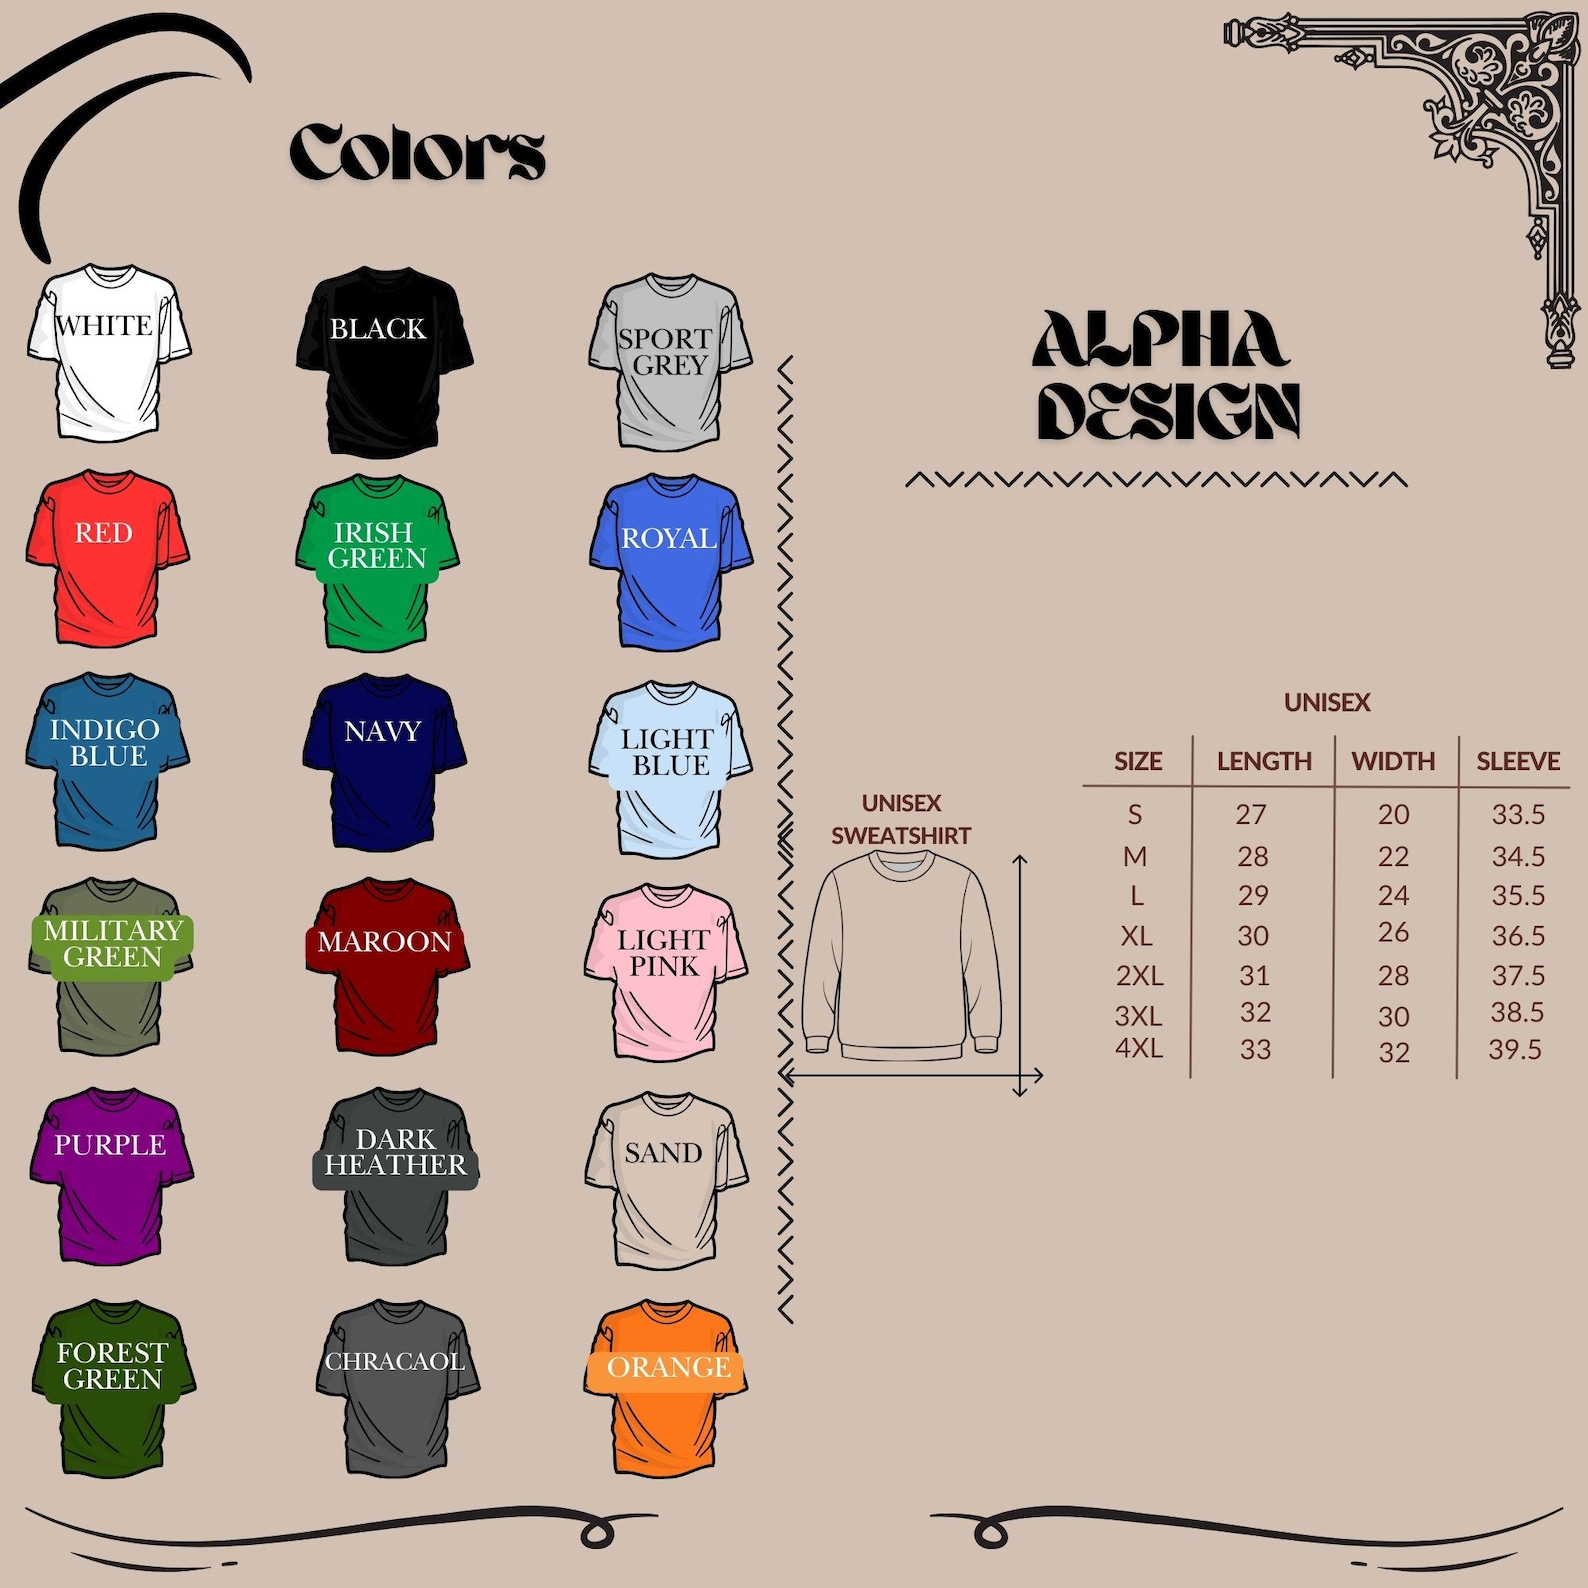 Colors
WHITE
BLACK
SPORT
GREY
RED
IRISH
GREEN
ROYAL
INDIGO
BLUE
NAVY
LIGHT
BLUE
MILITARY
GREEN
MAROON
LIGHT
PINK
PURPLE
DARK
HEATHER
SAND
FOREST
GREEN
CHRACAOL
ORANGE
ALPHA
DESIGN
UNISEX
SWEATSHIRT
UNISEX
SIZE LENGTH WIDTH SLEEVE
S 27 20 33.5
M 28 22 34.5
L 29 24 35.5
XL 30 26 36.5
2XL 31 28 37.5
3XL 32 30 38.5
4XL 33 32 39.5